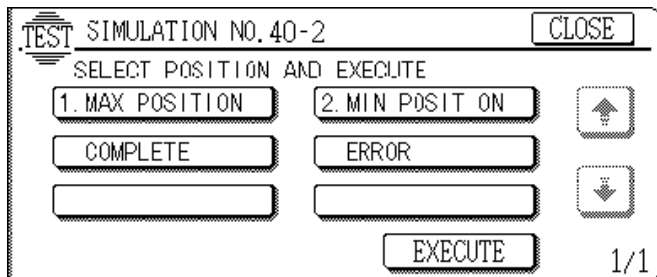 TEST SIMULATION NO.40-2 CLOSE
SELECT POSITION AND EXECUTE
1. MAX POSITION 2. MIN POSIT ON
COMPLETE ERROR
EXECUTE 1/1